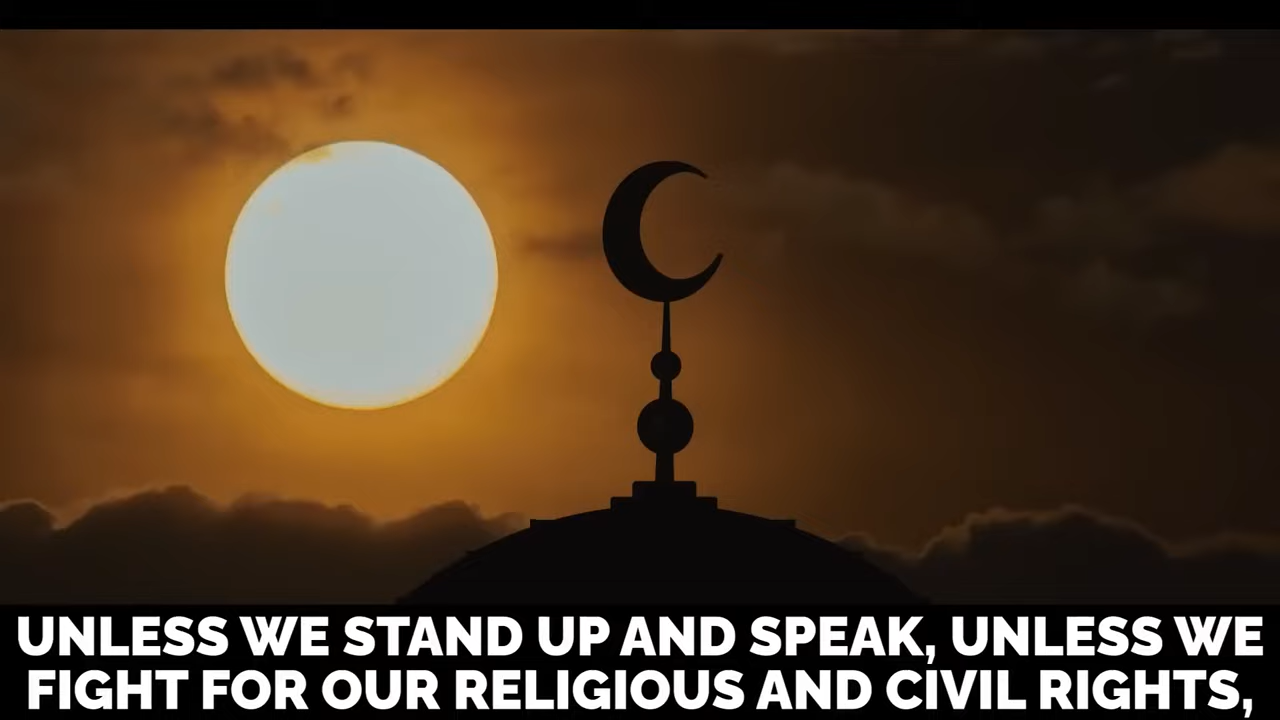 UNLESS WE STAND UP AND SPEAK, UNLESS WE
FIGHT FOR OUR RELIGIOUS AND CIVIL RIGHTS,